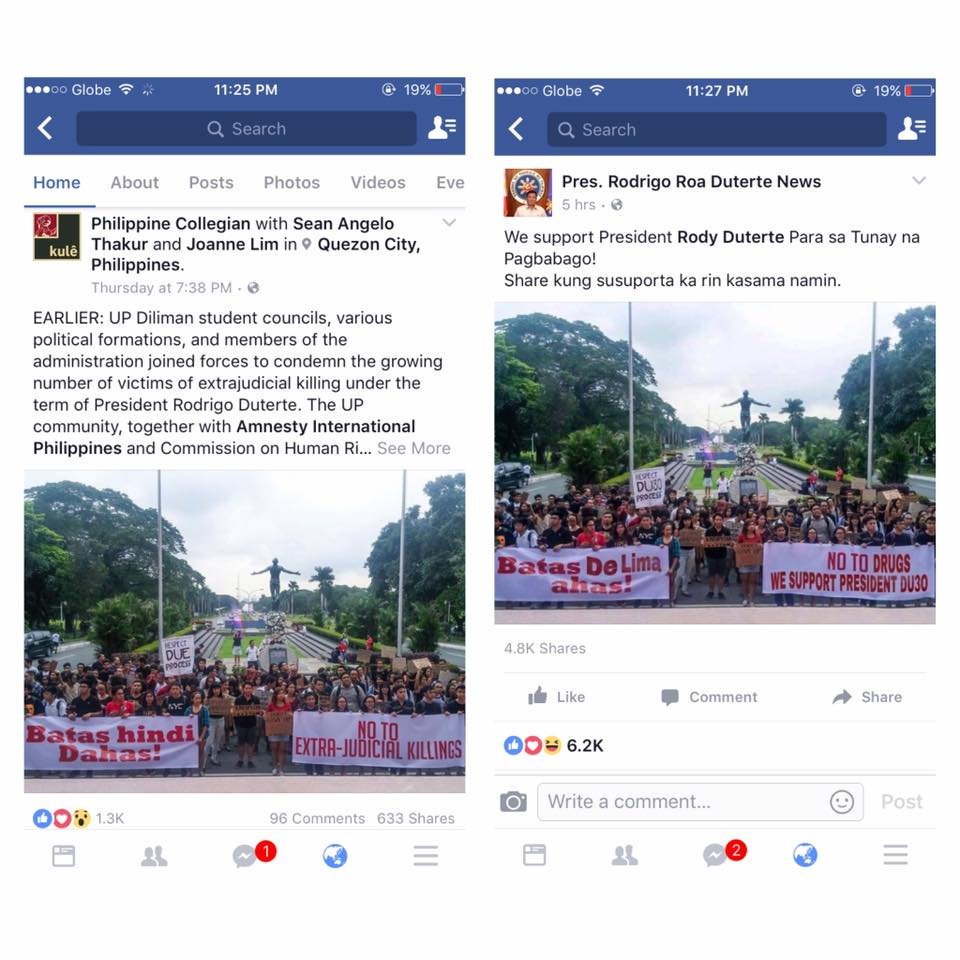 Globe
11:25 PM
19%
Search
Home About Posts Photos Videos Eve
kulê
Philippine Collegian with Sean Angelo
Thakur and Joanne Lim in Quezon City,
Philippines.
Thursday at 7:38 PM
EARLIER: UP Diliman student councils, various
political formations, and members of the
administration joined forces to condemn the growing
number of victims of extrajudicial killing under the
term of President Rodrigo Duterte. The UP
community, together with Amnesty International
Philippines and Commission on Human Ri... See More
RESPECT
DUE
PROCESS
NYC
Batas hindi
Dahas!
NO TO
EXTRA-JUDICIAL KILLINGS
1.3K 96 Comments 633 Shares
1
Globe
11:27 PM
19%
Search
Pres. Rodrigo Roa Duterte News
5 hrs
We support President Rody Duterte Para sa Tunay na
Pagbabago!
Share kung susuporta ka rin kasama namin.
RESPECT
DU30
PROCESS
Batas De Lima
ahas!
NO TO DRUGS
WE SUPPORT PRESIDENT DU30
4.8K Shares
Like Comment Share
6.2K
Write a comment... Post
2